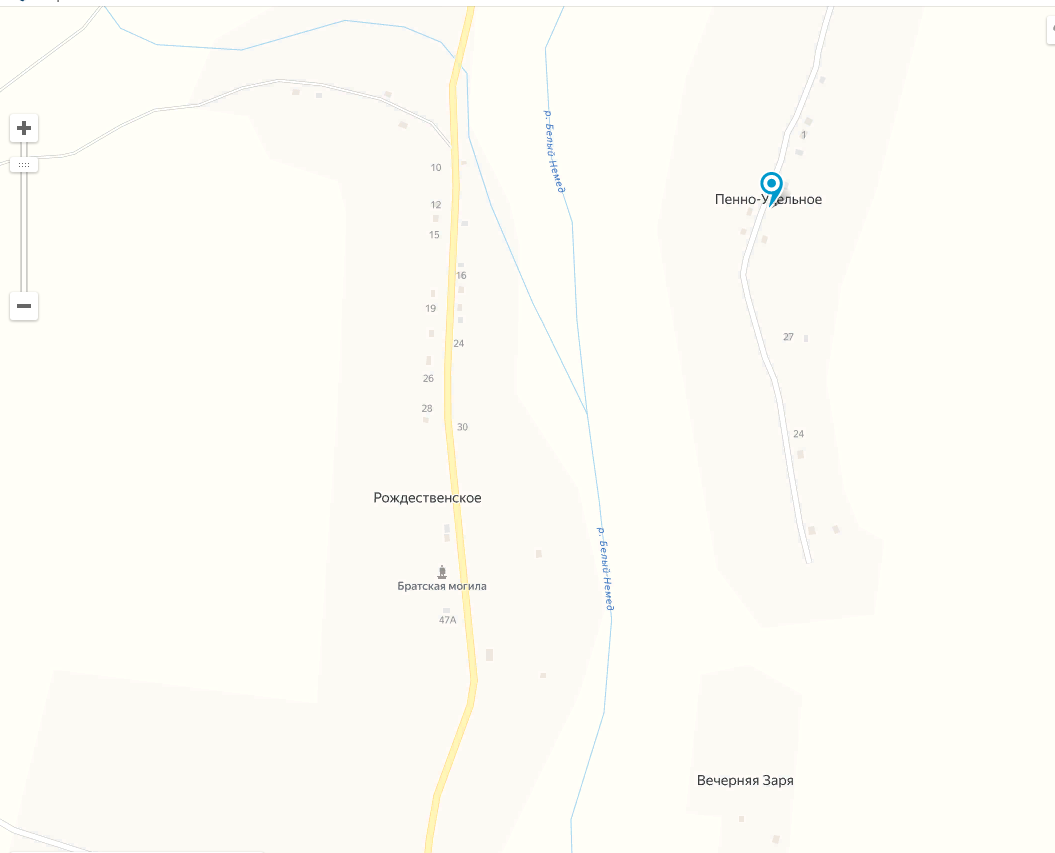 р. Белый Немед
1
10
Пенно-Удельное
12
15
16
19
27
24
26
28
30
24
Рождественское
р. Белый Немед
Братская могила
47А
Вечерняя Заря